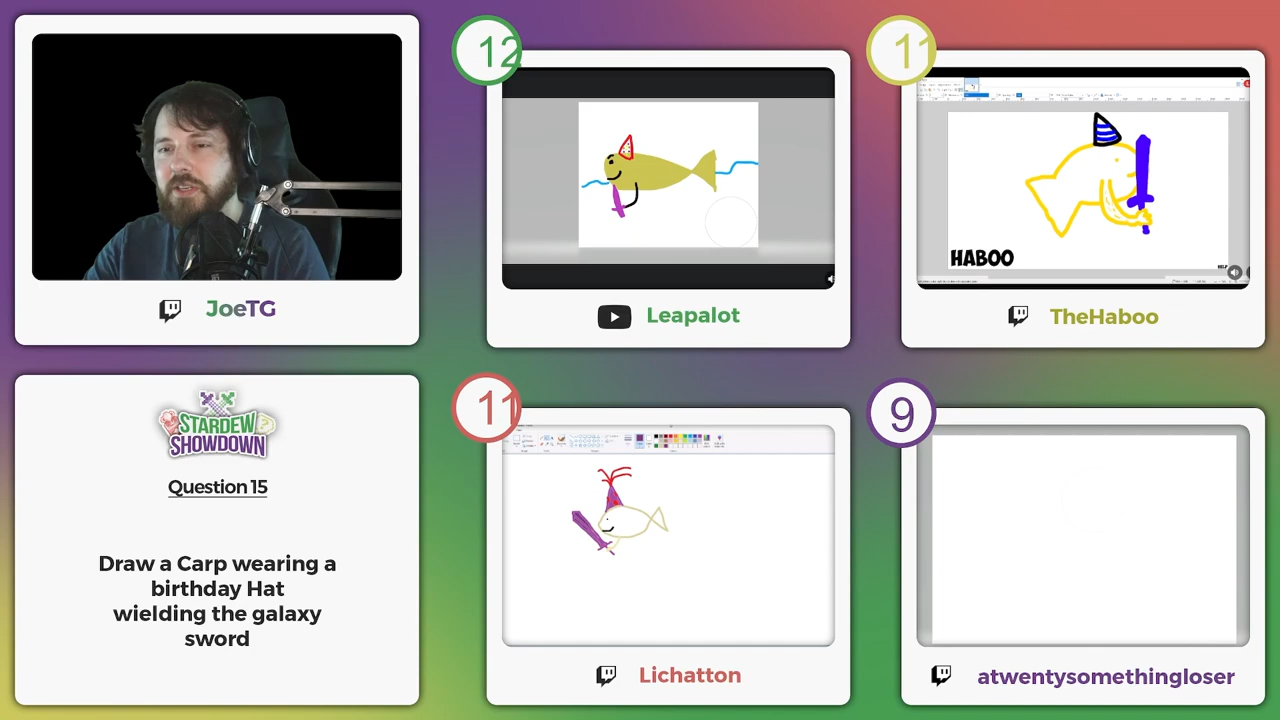 12
11
JoeTG
Leapalot
HABOO
TheHaboo
STARDEW
SHOWDOWN
Question 15
Draw a Carp wearing a
birthday Hat
wielding the galaxy
sword
11
9
Lichatton
atwentysomethingloser